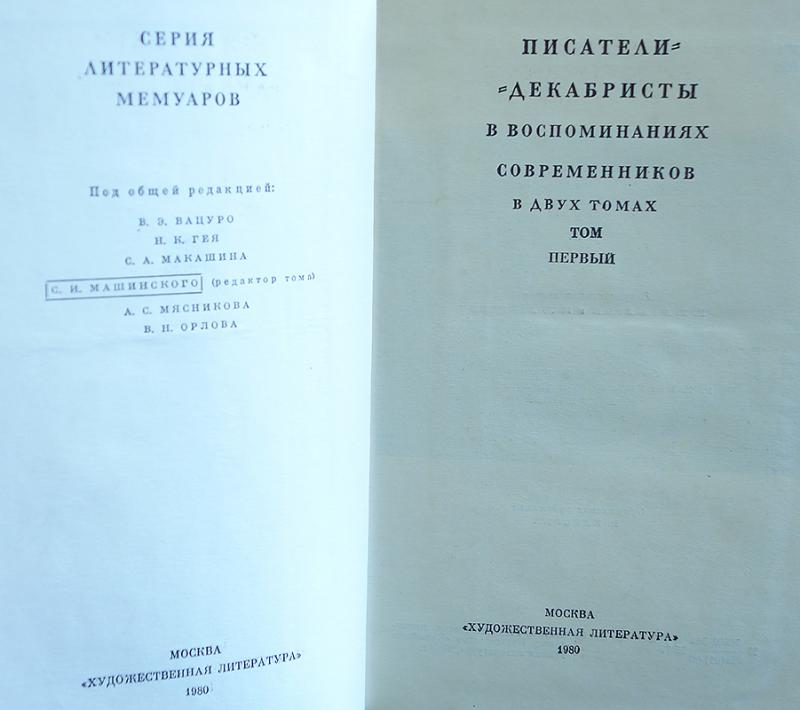 СЕРИЯ
ЛИТЕРАТУРНЫХ
МЕМУАРОВ
Под общей редакцией:
В. Э. ВАЦУРО
Н. К. ГЕЯ
С. А. МАКАШИНА
С. И. МАШИНСКОГО (редактор тома)
А. С. МЯСНИКОВА
В. Н. ОРЛОВА
МОСКВА
«ХУДОЖЕСТВЕННАЯ ЛИТЕРАТУРА»
1980
ПИСАТЕЛИ-
-ДЕКАБРИСТЫ
В ВОСПОМИНАНИЯХ
СОВРЕМЕННИКОВ
В ДВУХ ТОМАХ
ТОМ
ПЕРВЫЙ
МОСКВА
«ХУДОЖЕСТВЕННАЯ ЛИТЕРАТУРА»
1980